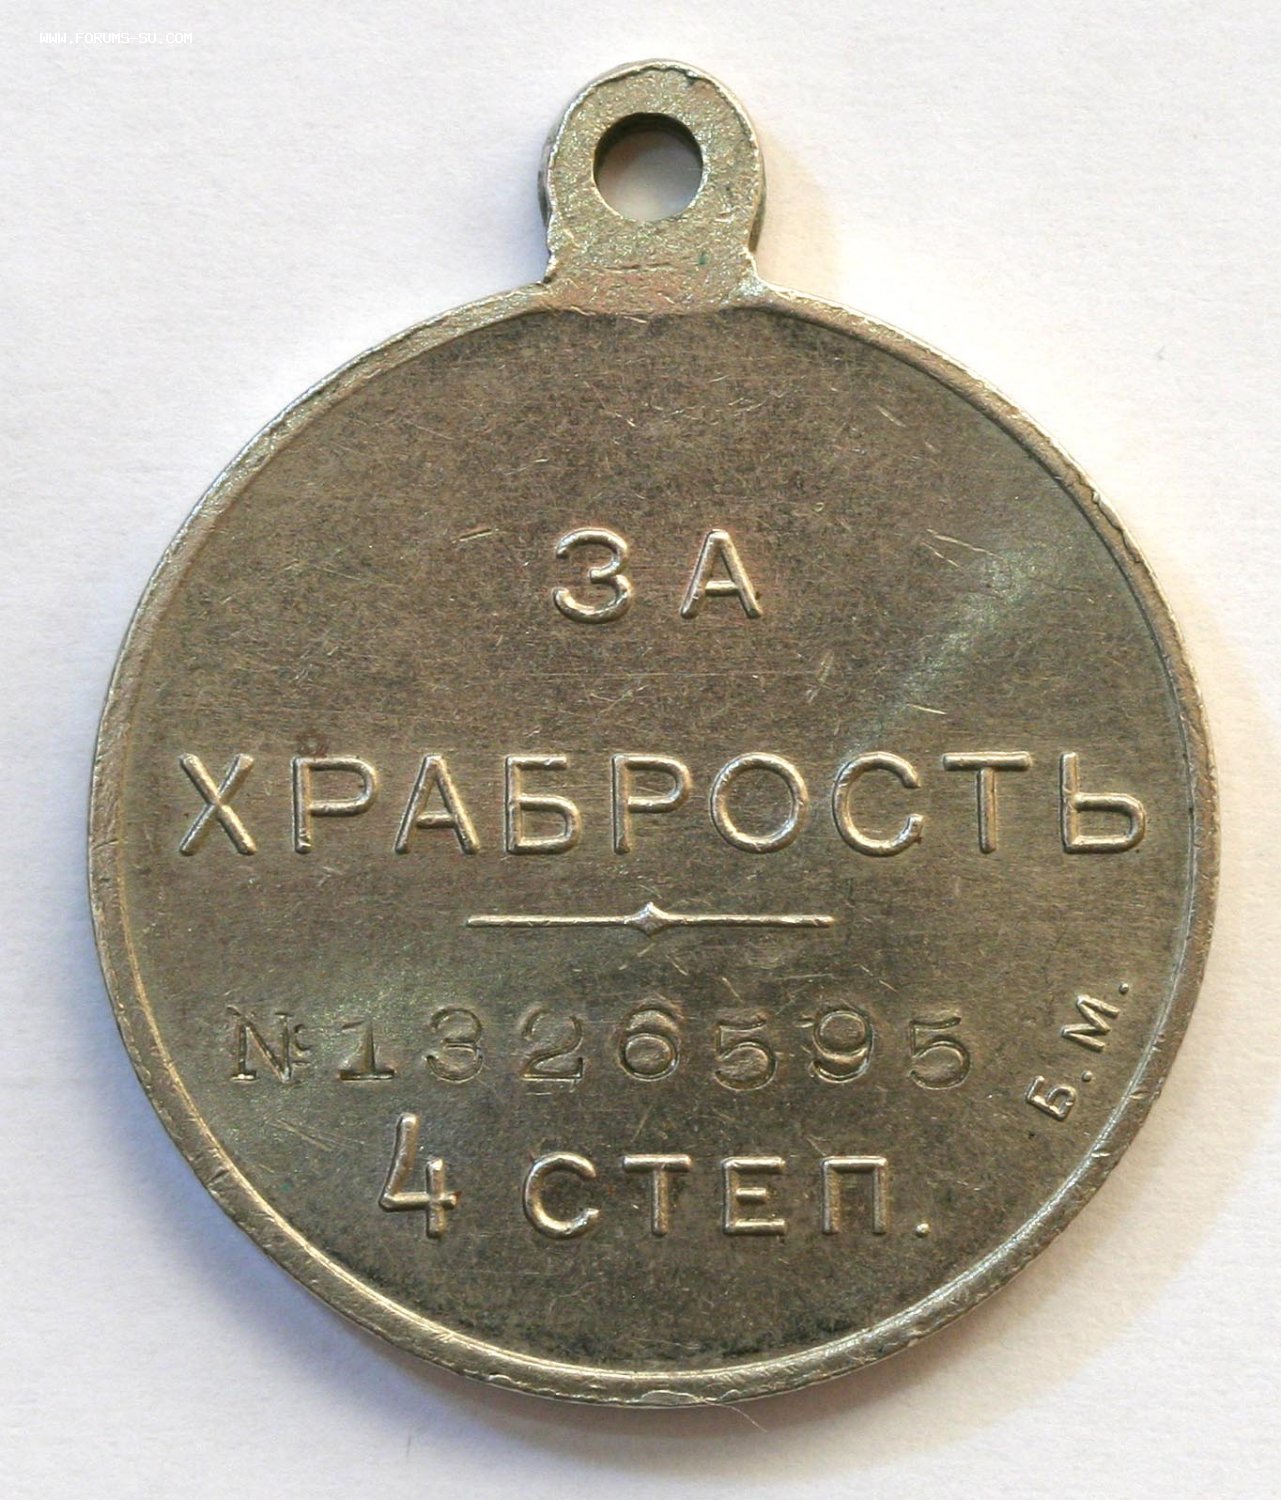 WWW.FORUMS-SU.COM
ЗА
ХРАБРОСТЬ
№1326595
Б.М.
4 СТЕП.